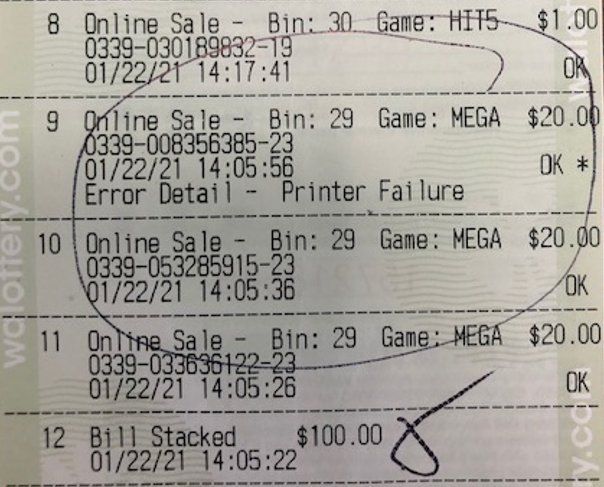 8 Online Sale - Bin: 30 Game: HIT5 $1.00
0339-030189832-19
01/22/21 14:17:41 OK
9 Online Sale - Bin: 29 Game: MEGA $20.00
0339-008356385-23
01/22/21 14:05:56 OK *
Error Detail - Printer Failure
10 Online Sale - Bin: 29 Game: MEGA $20.00
0339-053285915-23
01/22/21 14:05:36 OK
11 Online Sale - Bin: 29 Game: MEGA $20.00
0339-033636122-23
01/22/21 14:05:26 OK
12 Bill Stacked $100.00
01/22/21 14:05:22
walottery.com
y.com